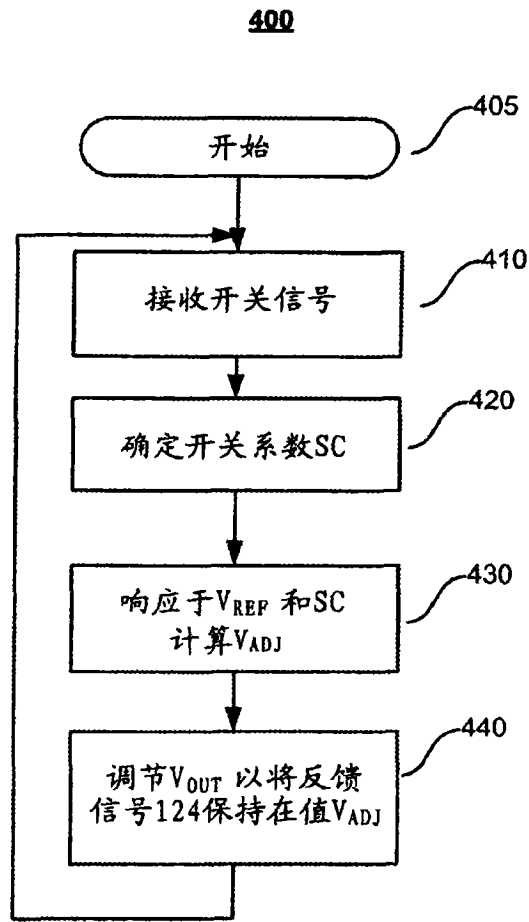 400
开始
405
接收开关信号
410
确定开关系数SC
420
响应于VREF 和SC
计算VADJ
430
调节VOUT 以将反馈
信号124保持在值VADJ
440